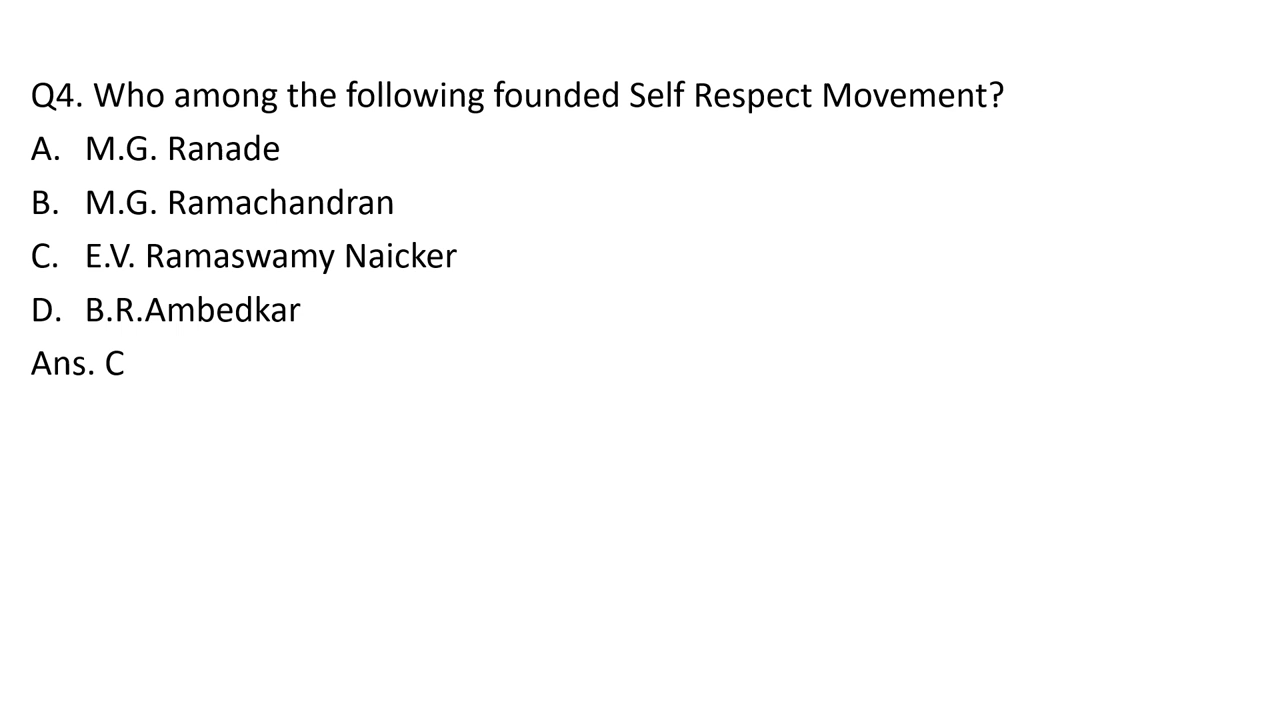 Q4. Who among the following founded Self Respect Movement?
A. M.G. Ranade
B. M.G. Ramachandran
C. E.V. Ramaswamy Naicker
D. B.R.Ambedkar
Ans. C